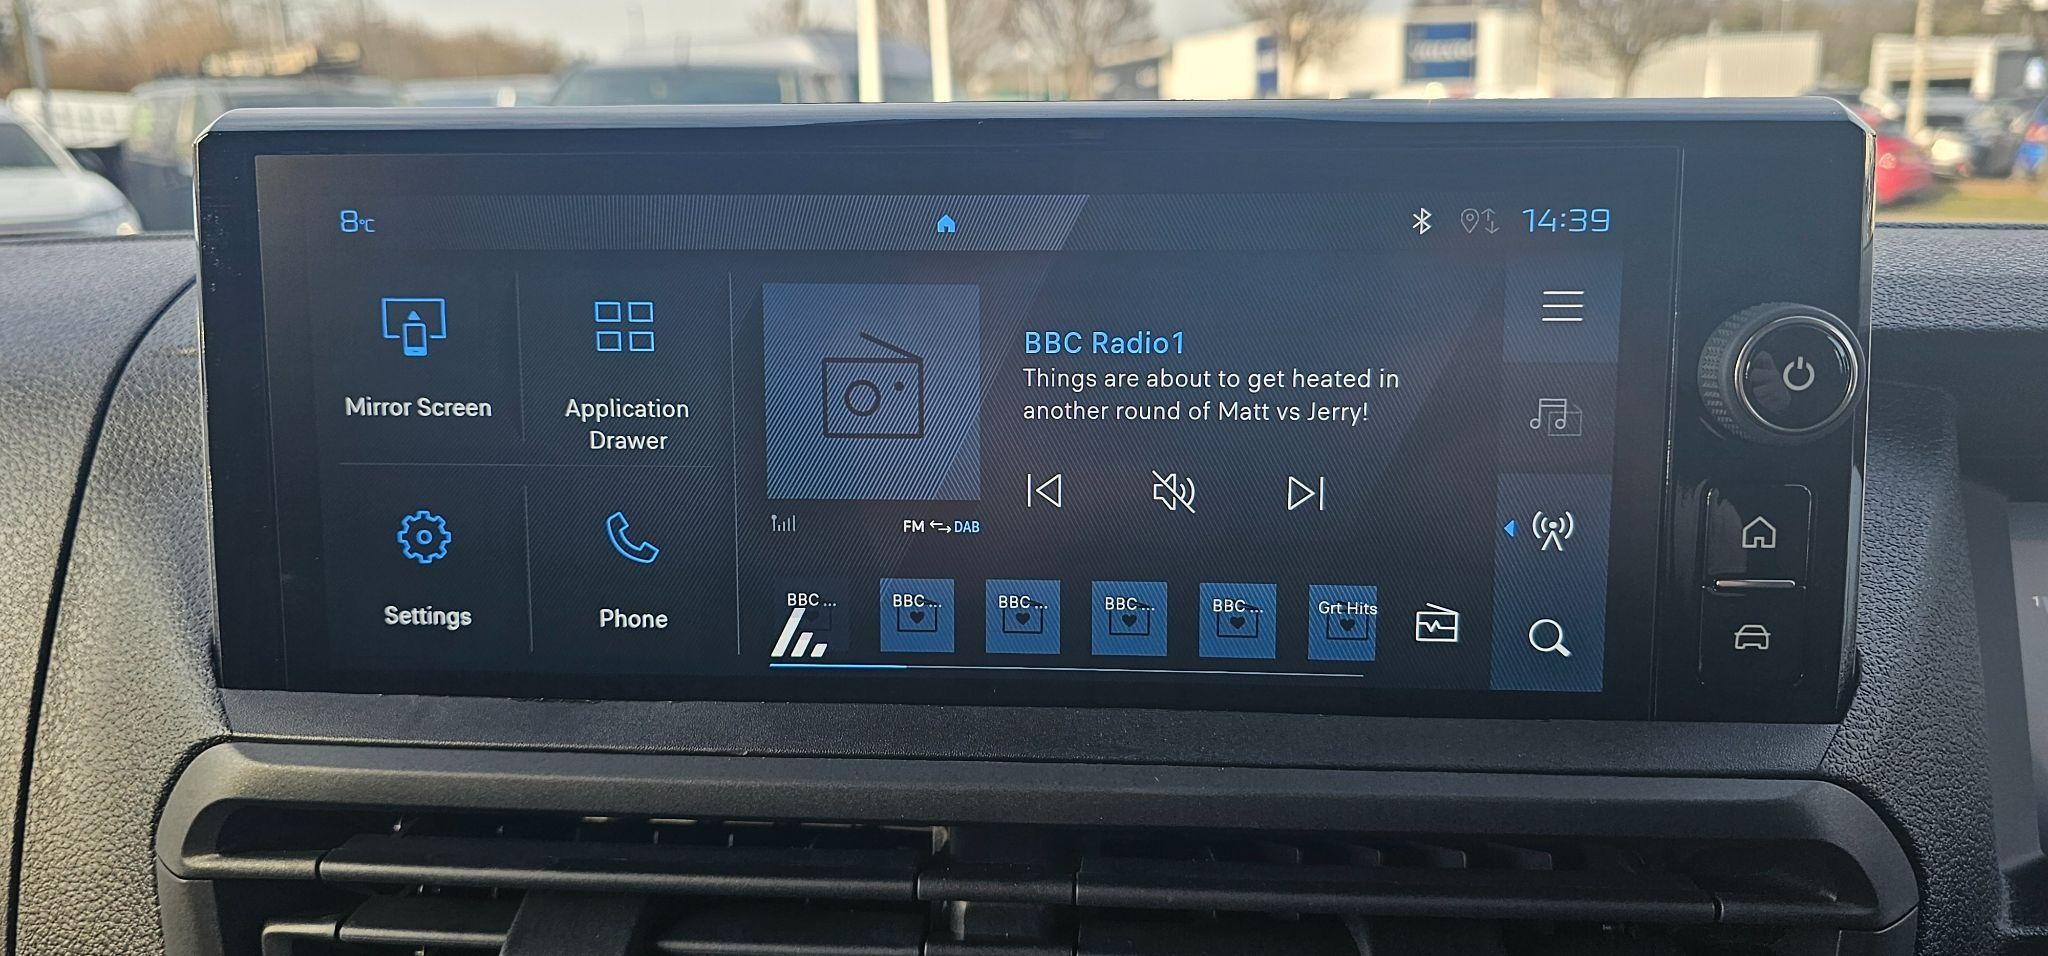 8°C
14:39
Mirror Screen
Application
Drawer
BBC Radio1
Things are about to get heated in
another round of Matt vs Jerry!
FM DAB
Settings
Phone
BBC ...
BBC ...
BBC ...
BBC ...
BBC ...
Grt Hits